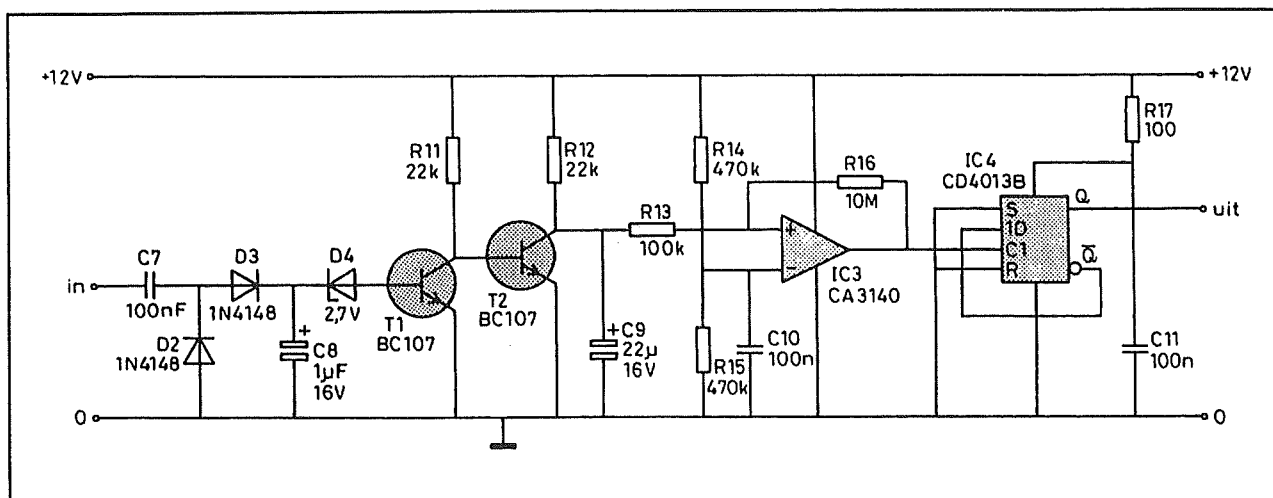 +12V
+12V
R17
100
R11
22k
R12
22k
R14
470k
R16
10M
IC4
CD4013B
S
1D
C1
R
Q
Q̅
uit
R13
100k
+
-
IC3
CA3140
C7
100nF
D3
1N4148
D4
2,7V
in
T1
BC107
T2
BC107
D2
1N4148
+
C8
1µF
16V
+
C9
22µ
16V
R15
470k
C10
100n
C11
100n
0
0